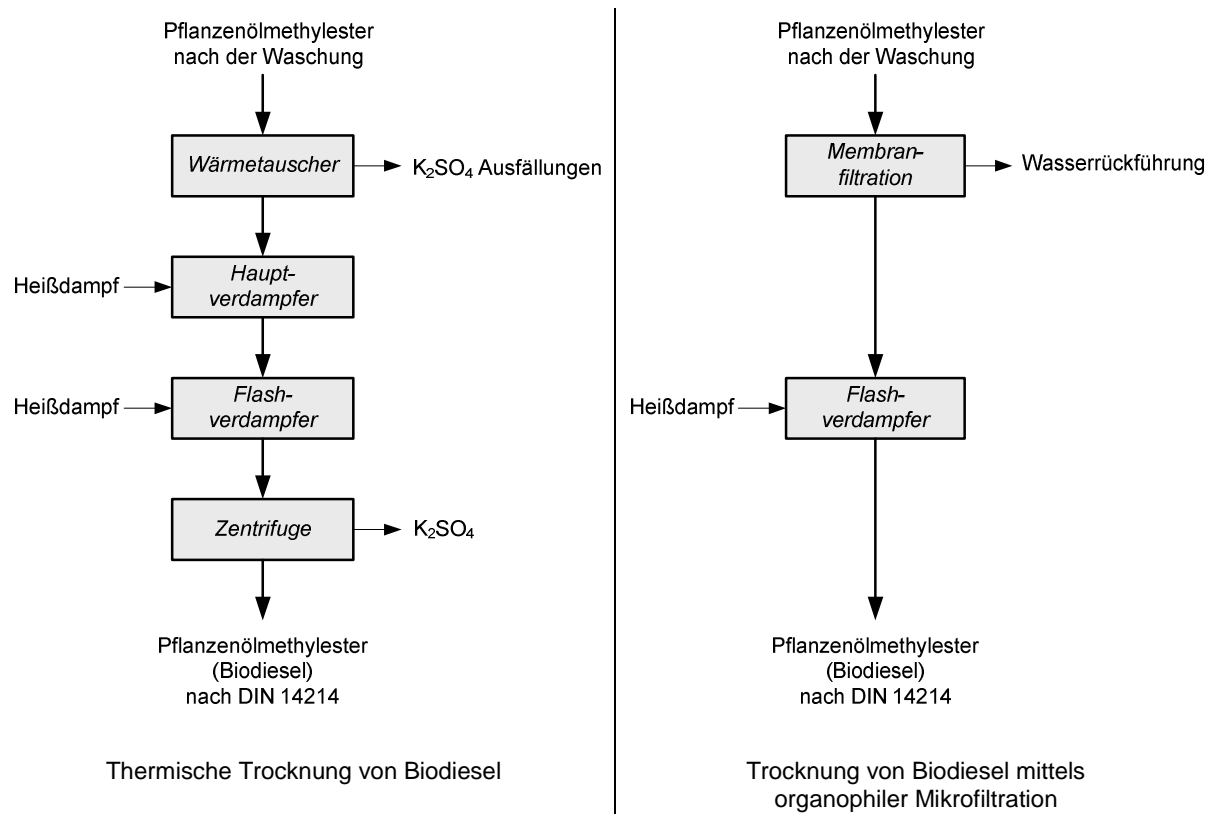 Pflanzenölmethylester
nach der Waschung
Wärmetauscher
K₂SO₄ Ausfällungen
Heißdampf
Haupt-
verdampfer
Heißdampf
Flash-
verdampfer
Zentrifuge
K₂SO₄
Pflanzenölmethylester
(Biodiesel)
nach DIN 14214
Thermische Trocknung von Biodiesel
Pflanzenölmethylester
nach der Waschung
Membran-
filtration
Wasserrückführung
Heißdampf
Flash-
verdampfer
Pflanzenölmethylester
(Biodiesel)
nach DIN 14214
Trocknung von Biodiesel mittels
organophiler Mikrofiltration